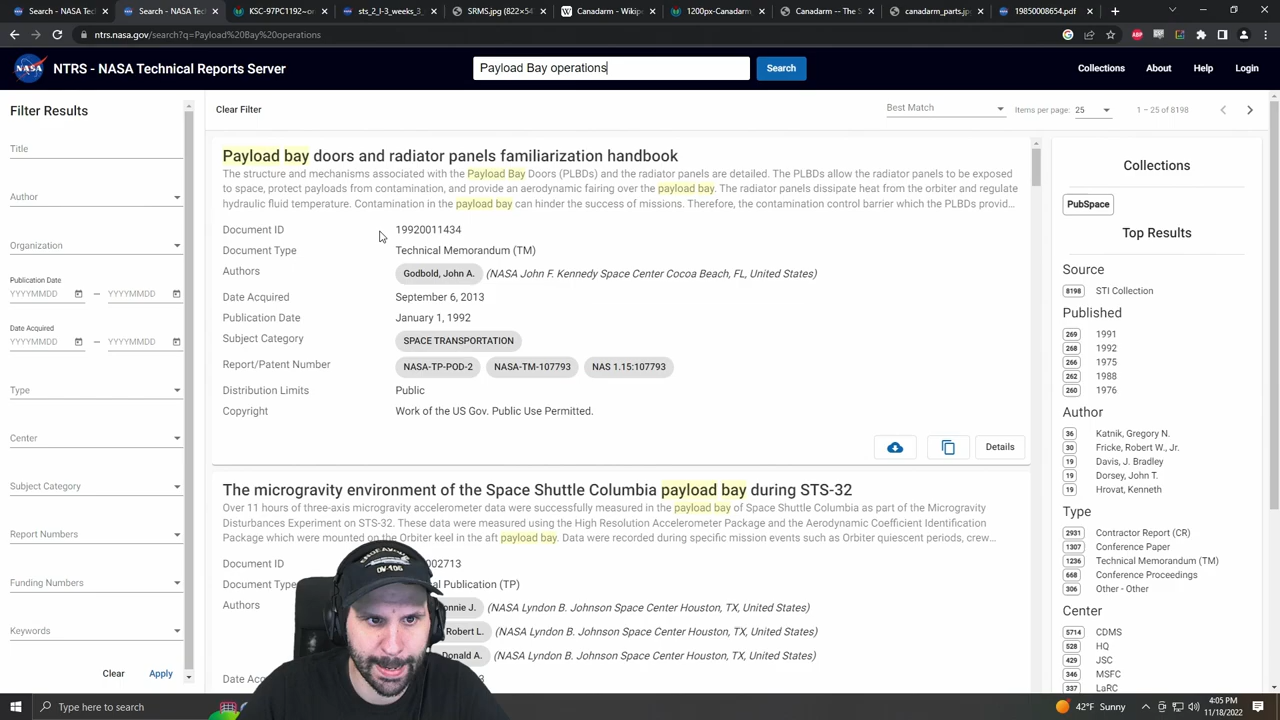 KSC-97PC1199~orig
sts_2_l-3_weeks_3_
SRMS.jpg (822×54
Canadarm - Wikip
1200px-Canadarm_
Canadarm — The S
canadarm_parts.jp
19850008654.pdf
ntrs.nasa.gov/search?q=Payload%20Bay%20operations
NTRS - NASA Technical Reports Server
Payload Bay operations
Search
Collections
About
Help
Login
Filter Results
Title
Author
Organization
Publication Date
YYYYMMDD — YYYYMMDD
Date Acquired
YYYYMMDD — YYYYMMDD
Type
Center
Subject Category
Report Numbers
Funding Numbers
Keywords
Clear
Apply
Clear Filter
Best Match
Items per page: 25
1 – 25 of 8198
Payload bay doors and radiator panels familiarization handbook
The structure and mechanisms associated with the Payload Bay Doors (PLBDs) and the radiator panels are detailed. The PLBDs allow the radiator panels to be exposed
to space, protect payloads from contamination, and provide an aerodynamic fairing over the payload bay. The radiator panels dissipate heat from the orbiter and regulate
hydraulic fluid temperature. Contamination in the payload bay can hinder the success of missions. Therefore, the contamination control barrier which the PLBDs provid...
Document ID 19920011434
Document Type Technical Memorandum (TM)
Authors Godbold, John A. (NASA John F. Kennedy Space Center Cocoa Beach, FL, United States)
Date Acquired September 6, 2013
Publication Date January 1, 1992
Subject Category SPACE TRANSPORTATION
Report/Patent Number NASA-TP-POD-2 NASA-TM-107793 NAS 1.15:107793
Distribution Limits Public
Copyright Work of the US Gov. Public Use Permitted.
Details
The microgravity environment of the Space Shuttle Columbia payload bay during STS-32
Over 11 hours of three-axis microgravity accelerometer data were successfully measured in the payload bay of Space Shuttle Columbia as part of the Microgravity
Disturbances Experiment on STS-32. These data were measured using the High Resolution Accelerometer Package and the Aerodynamic Coefficient Identification
Package which were mounted on the Orbiter keel in the aft payload bay. Data were recorded during specific mission events such as Orbiter quiescent periods, crew...
Document ID 002713
Document Type al Publication (TP)
Authors onnie J. (NASA Lyndon B. Johnson Space Center Houston, TX, United States)
Robert L. (NASA Lyndon B. Johnson Space Center Houston, TX, United States)
Donald A. (NASA Lyndon B. Johnson Space Center Houston, TX, United States)
Date Ac
OV-105
Collections
PubSpace
Top Results
Source
8198 STI Collection
Published
269 1991
268 1992
266 1975
262 1988
260 1976
Author
36 Katnik, Gregory N.
30 Fricke, Robert W., Jr.
19 Davis, J. Bradley
19 Dorsey, John T.
19 Hrovat, Kenneth
Type
2931 Contractor Report (CR)
1307 Conference Paper
1236 Technical Memorandum (TM)
668 Conference Proceedings
306 Other - Other
Center
5714 CDMS
528 HQ
429 JSC
346 MSFC
337 LaRC
Type here to search
42°F Sunny
4:05 PM
11/18/2022